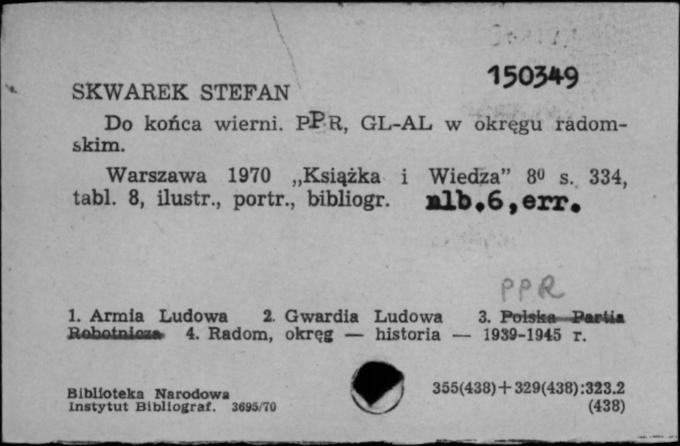 150349
SKWAREK STEFAN
Do końca wierni. PPR, GL-AL w okręgu radom-
skim.
Warszawa 1970 „Książka i Wiedza” 8⁰ s. 334,
tabl. 8, ilustr., portr., bibliogr. nlb.6,err.
PPR
1. Armia Ludowa 2. Gwardia Ludowa 3. Polska Partia
Robotnicza 4. Radom, okręg — historia — 1939-1945 r.
Biblioteka Narodowa 355(438)+329(438):323.2
Instytut Bibliograf. 3695/70 (438)